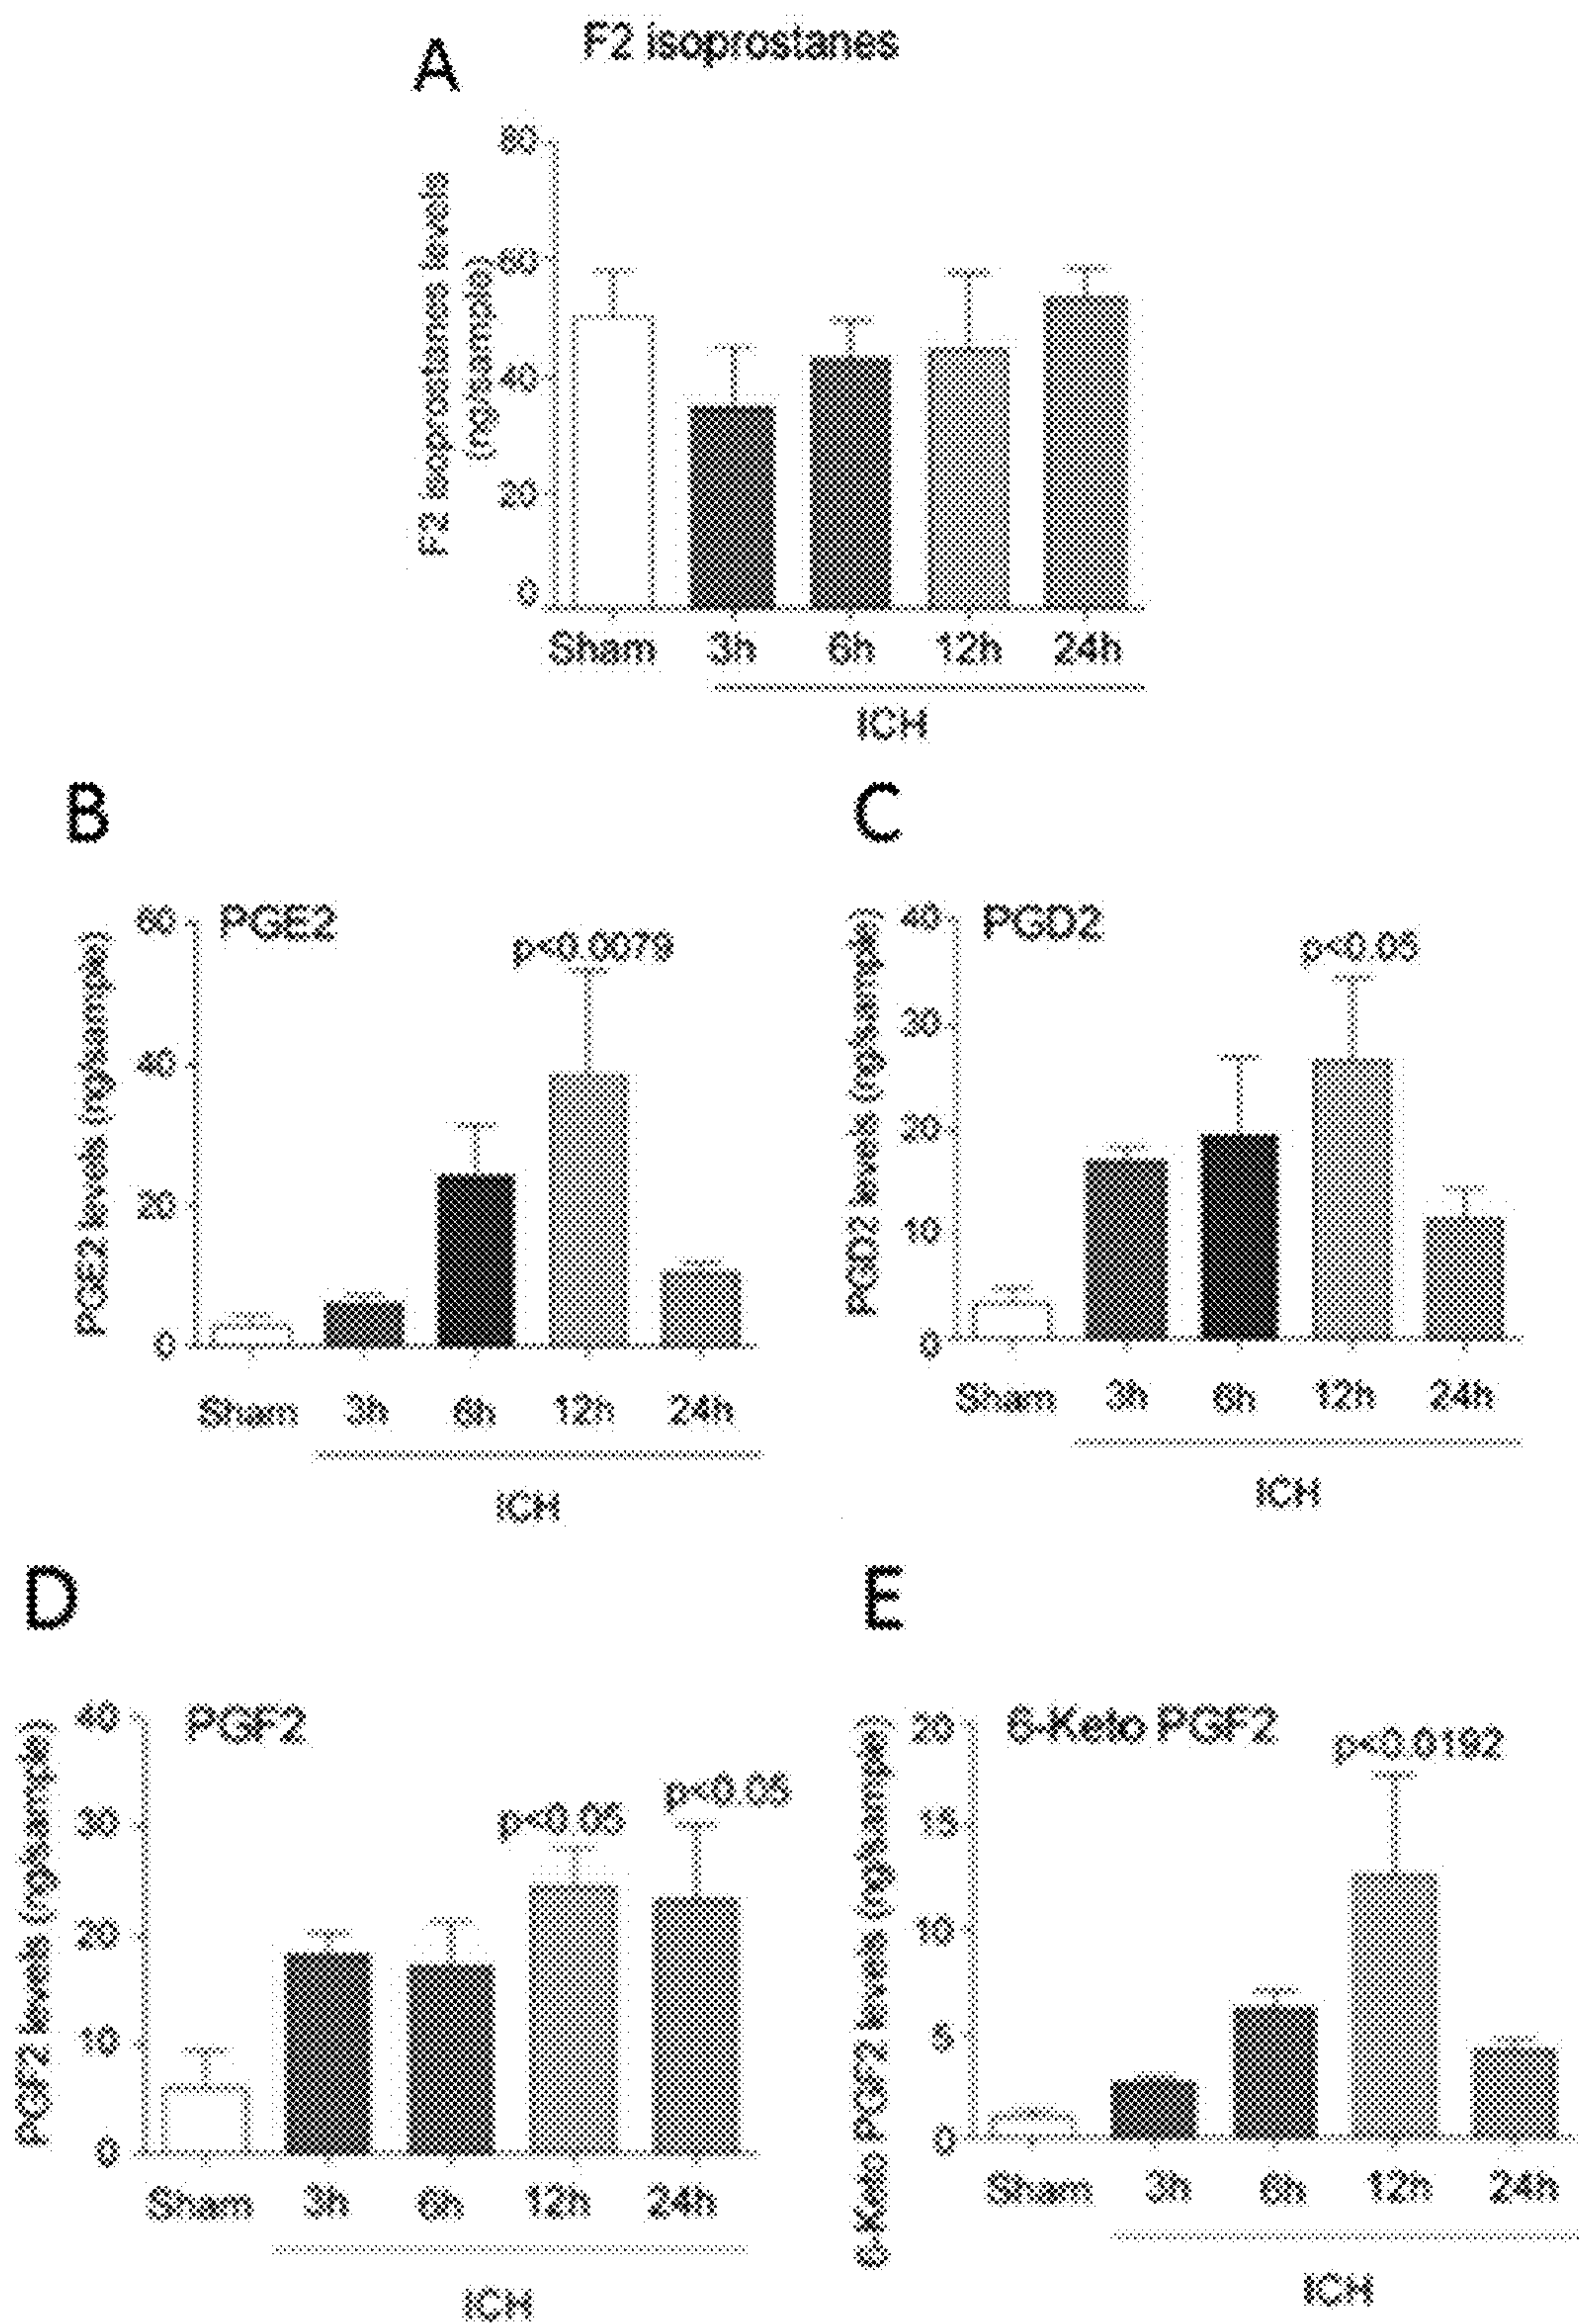 A
F2 isoprostanes
F2 isoprostanes levels
(ng/sample)
80
60
40
20
0
Sham 3h 6h 12h 24h
ICH
B
PGE2
PGE2 levels (ng/sample)
60
40
20
0
p<0.0079
Sham 3h 6h 12h 24h
ICH
C
PGD2
PGD2 levels (ng/sample)
40
30
20
10
0
p<0.05
Sham 3h 6h 12h 24h
ICH
D
PGF2
PGF2 levels (ng/sample)
40
30
20
10
0
p<0.05
p<0.05
Sham 3h 6h 12h 24h
ICH
E
6-Keto PGF2
6-Keto PGF2 levels (ng/sample)
20
15
10
5
0
p<0.0192
Sham 3h 6h 12h 24h
ICH